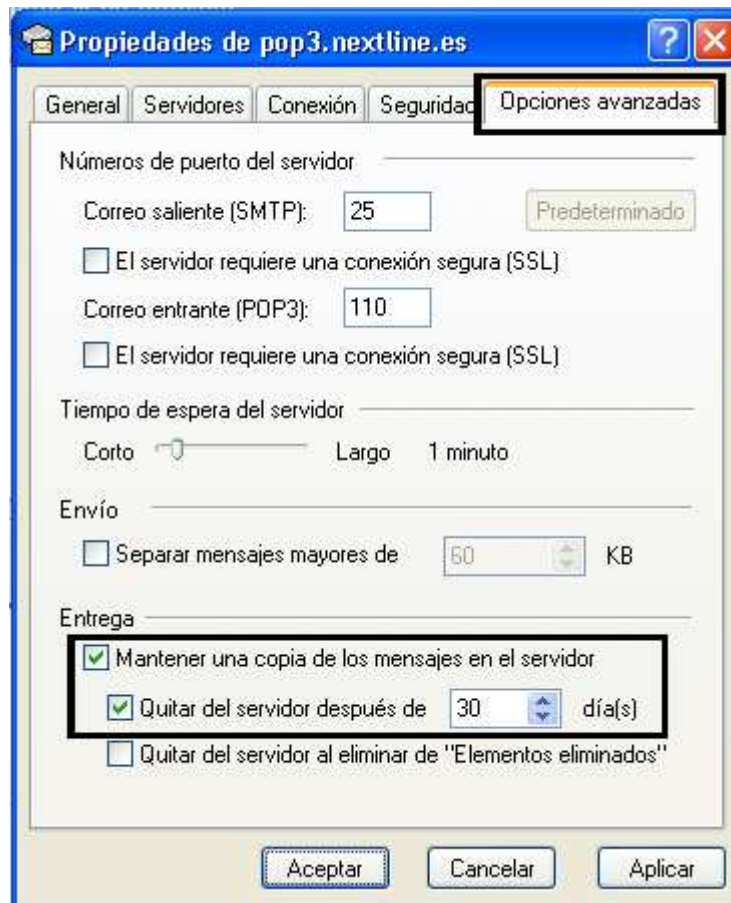 Propiedades de pop3.nextline.es
General Servidores Conexión Seguridad Opciones avanzadas
Números de puerto del servidor
Correo saliente (SMTP): 25 Predeterminado
El servidor requiere una conexión segura (SSL)
Correo entrante (POP3): 110
El servidor requiere una conexión segura (SSL)
Tiempo de espera del servidor
Corto Largo 1 minuto
Envío
Separar mensajes mayores de 60 KB
Entrega
Mantener una copia de los mensajes en el servidor
Quitar del servidor después de 30 día(s)
Quitar del servidor al eliminar de "Elementos eliminados"
Aceptar Cancelar Aplicar